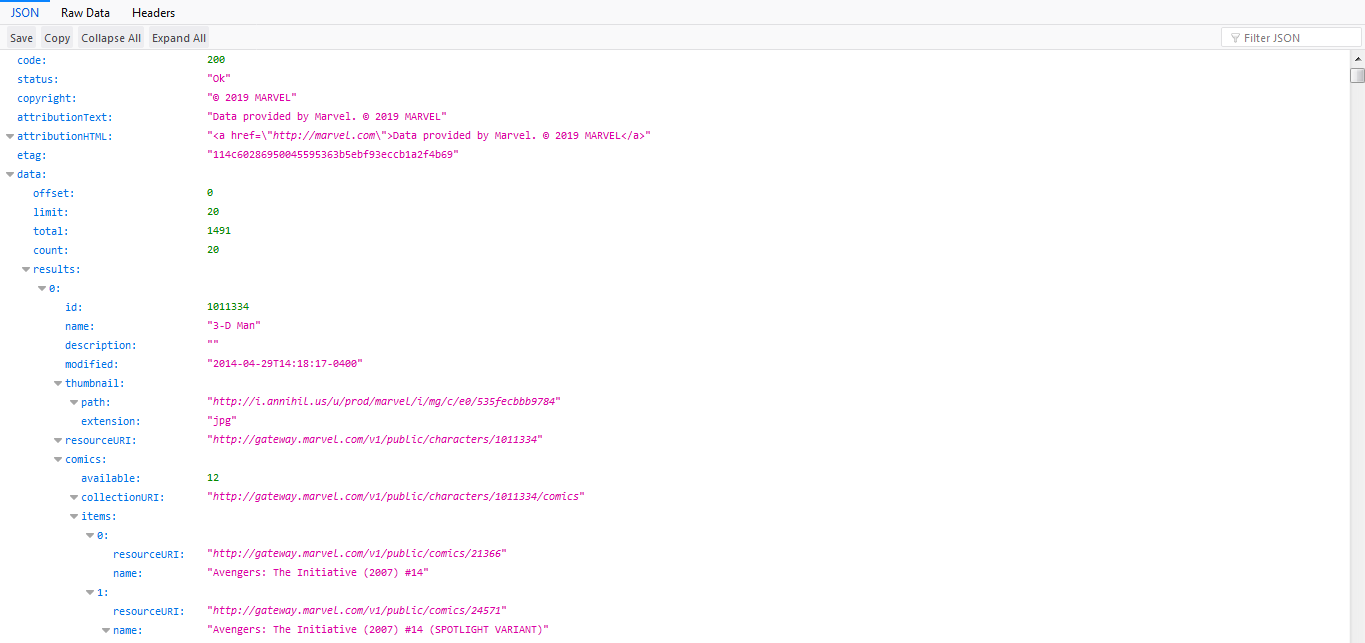 JSON Raw Data Headers
Save Copy Collapse All Expand All Filter JSON
code: 200
status: "Ok"
copyright: "© 2019 MARVEL"
attributionText: "Data provided by Marvel. © 2019 MARVEL"
attributionHTML: "<a href=\"http://marvel.com\">Data provided by Marvel. © 2019 MARVEL</a>"
etag: "114c60286950045595363b5ebf93eccb1a2f4b69"
data:
offset: 0
limit: 20
total: 1491
count: 20
results:
0:
id: 1011334
name: "3-D Man"
description: ""
modified: "2014-04-29T14:18:17-0400"
thumbnail:
path: "http://i.annihil.us/u/prod/marvel/i/mg/c/e0/535fecbbb9784"
extension: "jpg"
resourceURI: "http://gateway.marvel.com/v1/public/characters/1011334"
comics:
available: 12
collectionURI: "http://gateway.marvel.com/v1/public/characters/1011334/comics"
items:
0:
resourceURI: "http://gateway.marvel.com/v1/public/comics/21366"
name: "Avengers: The Initiative (2007) #14"
1:
resourceURI: "http://gateway.marvel.com/v1/public/comics/24571"
name: "Avengers: The Initiative (2007) #14 (SPOTLIGHT VARIANT)"